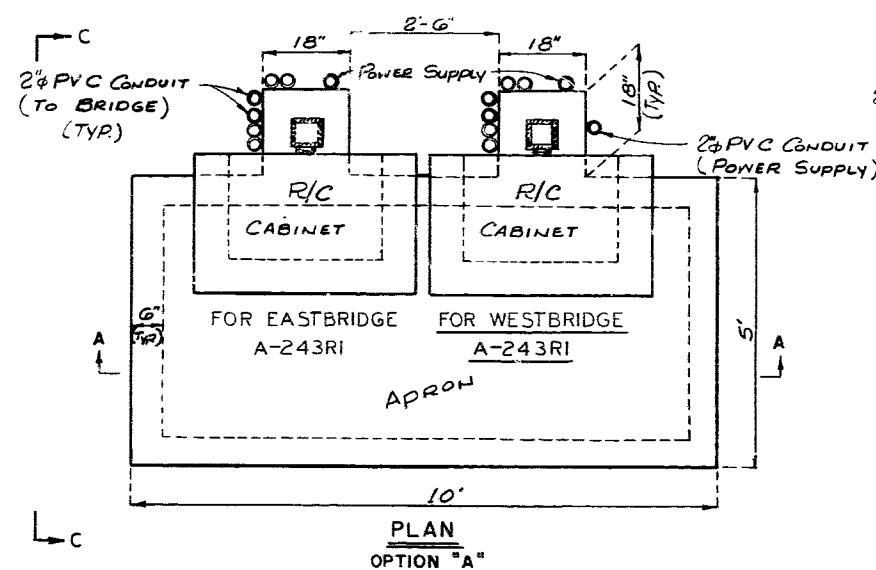 C
2'-6"
18"
18"
2"φ PVC CONDUIT
(TO BRIDGE)
(TYP.)
POWER SUPPLY
18"
(TYP.)
2"φ PVC CONDUIT
(POWER SUPPLY)
R/C
CABINET
R/C
CABINET
6"
(TYP.)
FOR EASTBRIDGE
A-243R1
FOR WESTBRIDGE
A-243R1
5'
A
A
APRON
10'
C
PLAN
OPTION "A"